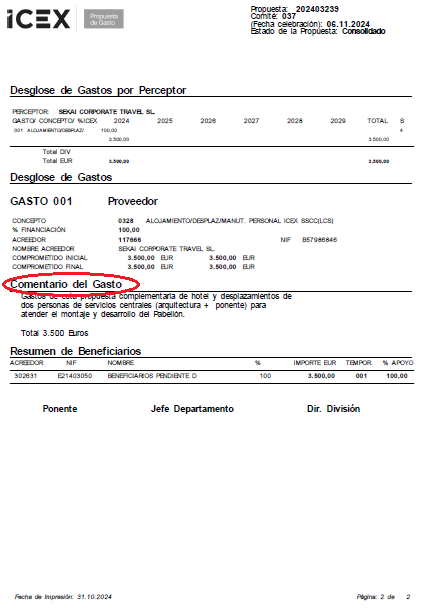 iCEX Propuesta de Gasto
Propuesta: 202403239
Comité: 037
(Fecha celebración): 06.11.2024
Estado de la Propuesta: Consolidado
Desglose de Gastos por Perceptor
PERCEPTOR: SEKAI CORPORATE TRAVEL SL.
GASTO/ CONCEPTO/ %ICEX 2024 2025 2026 2027 2028 2029 TOTAL S
001 ALOJAMIENTO/DESPLAZ/ 100,00 4
3.500,00 3.500,00
Total DIV
Total EUR 3.500,00 3.500,00
Desglose de Gastos
GASTO 001 Proveedor
CONCEPTO 0328 ALOJAMIENTO/DESPLAZ/MANUT. PERSONAL ICEX SSCC(LCS)
% FINANCIACIÓN 100,00
ACREEDOR 117666 NIF B57986846
NOMBRE ACREEDOR SEKAI CORPORATE TRAVEL SL.
COMPROMETIDO INICIAL 3.500,00 EUR 3.500,00 EUR
COMPROMETIDO FINAL 3.500,00 EUR 3.500,00 EUR
Comentario del Gasto
Gastos de esta propuesta complementaria de hotel y desplazamientos de
dos personas de servicios centrales (arquitectura + ponente) para
atender el montaje y desarrollo del Pabellón.
Total 3.500 Euros
Resumen de Beneficiarios
ACREEDOR NIF NOMBRE % IMPORTE EUR TEMPOR. % APOYO
302631 E21403050 BENEFICIARIOS PENDIENTE D 100 3.500,00 001 100,00
Ponente Jefe Departamento Dir. División
Fecha de Impresión: 31.10.2024 Página: 2 de 2